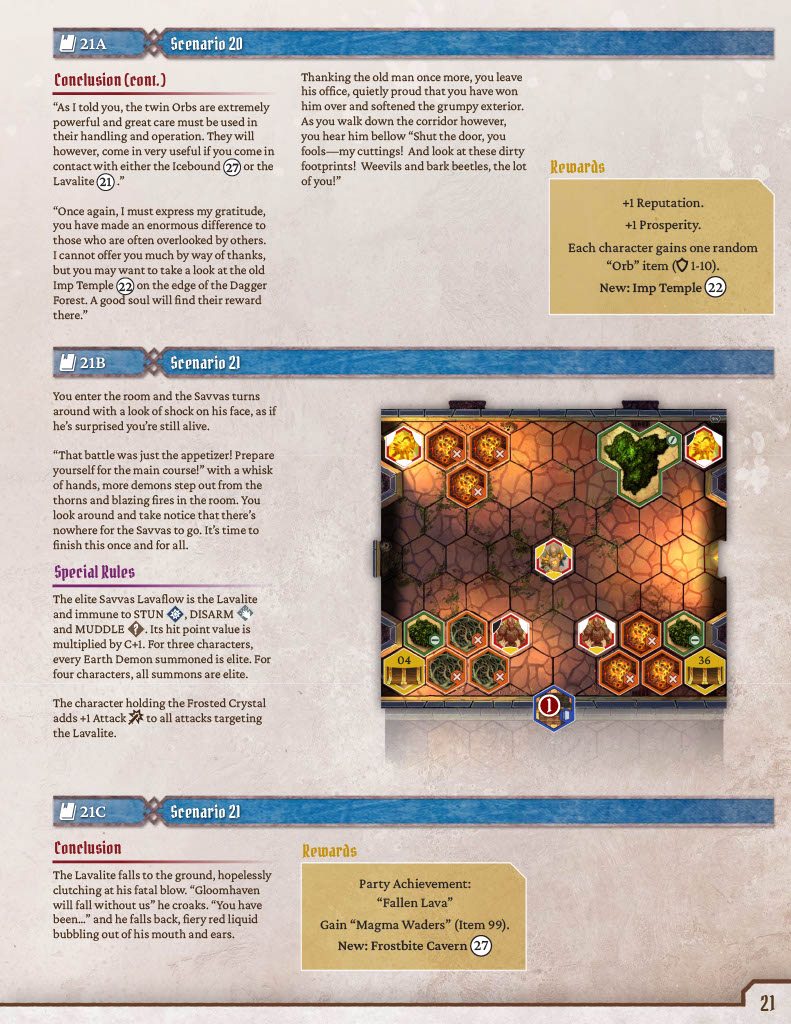 21A
Scenario 20
Conclusion (cont.)
“As I told you, the twin Orbs are extremely
powerful and great care must be used in
their handling and operation. They will
however, come in very useful if you come in
contact with either the Icebound 27 or the
Lavalite 21.”
“Once again, I must express my gratitude,
you have made an enormous difference to
those who are often overlooked by others.
I cannot offer you much by way of thanks,
but you may want to take a look at the old
Imp Temple 22 on the edge of the Dagger
Forest. A good soul will find their reward
there.”
Thanking the old man once more, you leave
his office, quietly proud that you have won
him over and softened the grumpy exterior.
As you walk down the corridor however,
you hear him bellow “Shut the door, you
fools—my cuttings! And look at these dirty
footprints! Weevils and bark beetles, the lot
of you!”
Rewards
+1 Reputation.
+1 Prosperity.
Each character gains one random
“Orb” item (1-10).
New: Imp Temple 22
21B
Scenario 21
You enter the room and the Savvas turns
around with a look of shock on his face, as if
he’s surprised you’re still alive.
“That battle was just the appetizer! Prepare
yourself for the main course!” with a whisk
of hands, more demons step out from the
thorns and blazing fires in the room. You
look around and take notice that there’s
nowhere for the Savvas to go. It’s time to
finish this once and for all.
Special Rules
The elite Savvas Lavaflow is the Lavalite
and immune to STUN, DISARM
and MUDDLE. Its hit point value is
multiplied by C+1. For three characters,
every Earth Demon summoned is elite. For
four characters, all summons are elite.
The character holding the Frosted Crystal
adds +1 Attack to all attacks targeting
the Lavalite.
04
36
1
21C
Scenario 21
Conclusion
The Lavalite falls to the ground, hopelessly
clutching at his fatal blow. “Gloomhaven
will fall without us” he croaks. “You have
been...” and he falls back, fiery red liquid
bubbling out of his mouth and ears.
Rewards
Party Achievement:
“Fallen Lava”
Gain “Magma Waders” (Item 99).
New: Frostbite Cavern 27
21